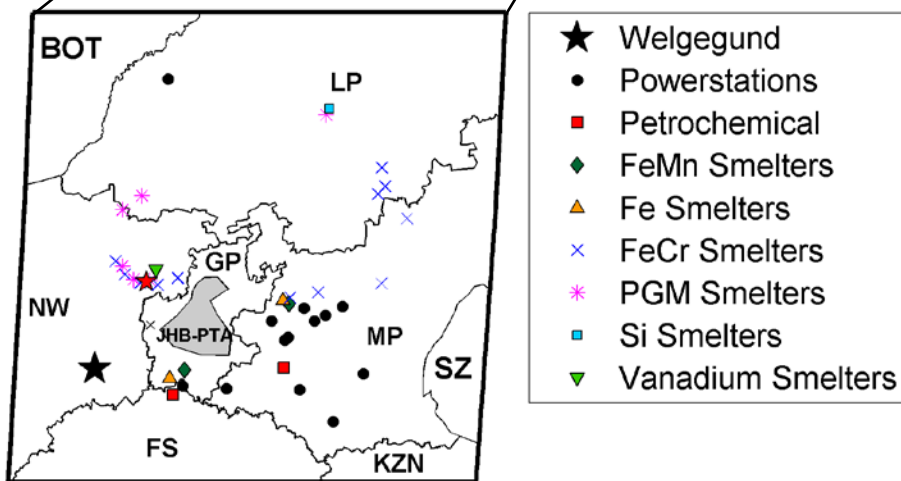 BOT
LP
GP
NW
JHB-PTA
MP
SZ
FS
KZN
Welgegund
Powerstations
Petrochemical
FeMn Smelters
Fe Smelters
FeCr Smelters
PGM Smelters
Si Smelters
Vanadium Smelters